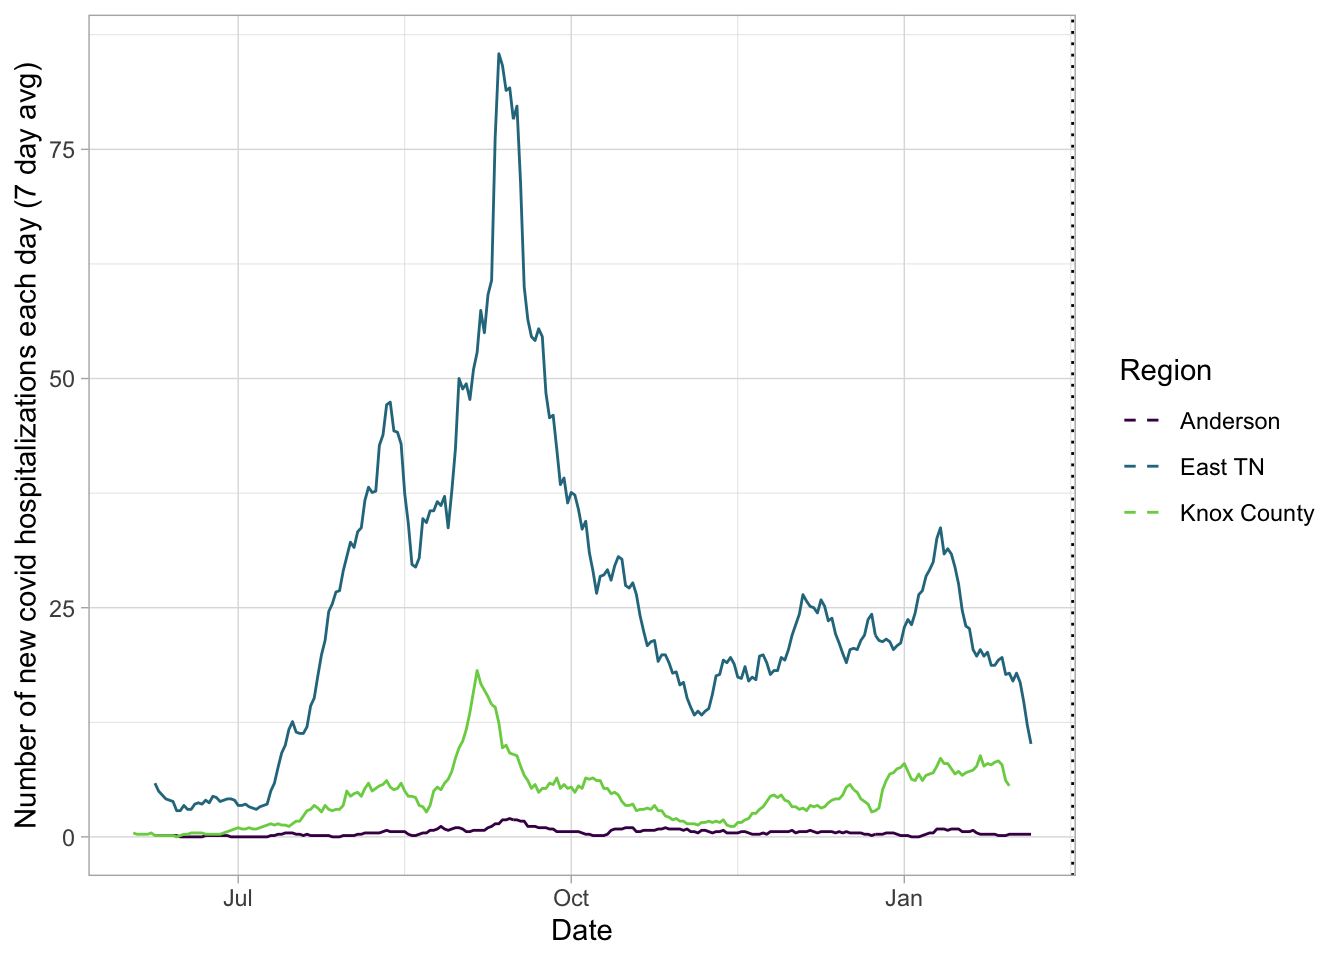 Number of new covid hospitalizations each day (7 day avg)
75
50
25
0
Jul
Oct
Jan
Date
Region
Anderson
East TN
Knox County